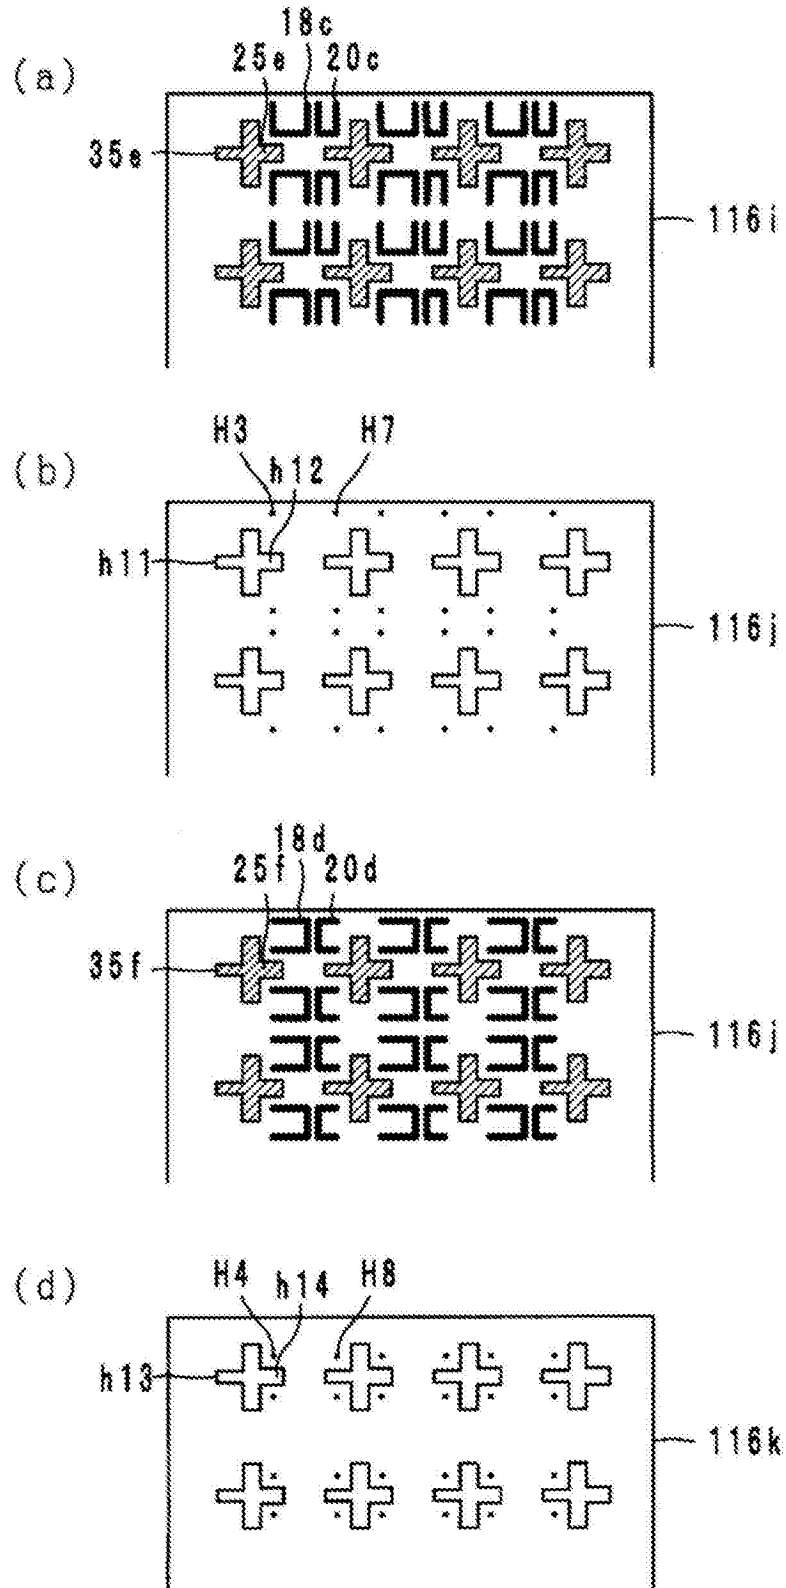 18c
25e 20c
(a)
35e
116i
H3 H7
(b)
h12
h11
116j
18d
25f 20d
(c)
35f
116j
H4 H8
(d)
h14
h13
116k